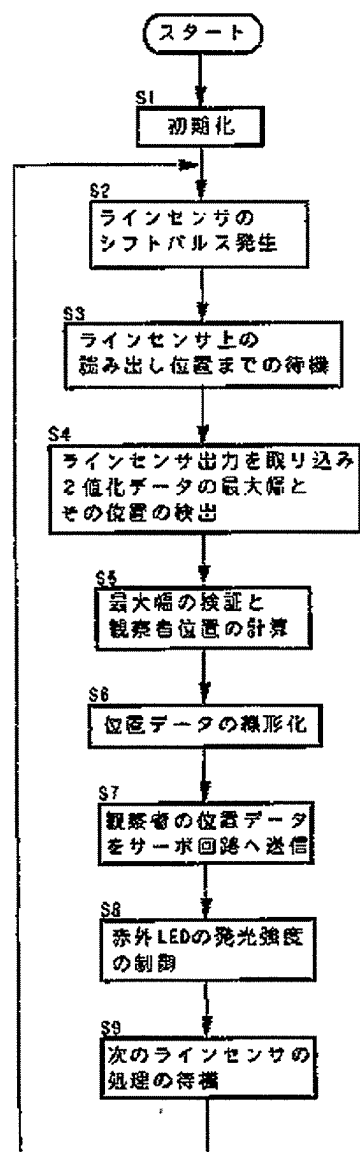 スタート
S1
初期化
S2
ラインセンサの
シフトパルス発生
S3
ラインセンサ上の
読み出し位置までの待機
S4
ラインセンサ出力を取り込み
2値化データの最大幅と
その位置の検出
S5
最大幅の検証と
観察者位置の計算
S6
位置データの線形化
S7
観察者の位置データ
をサーボ回路へ送信
S8
赤外LEDの発光強度
の制御
S9
次のラインセンサの
処理の待機